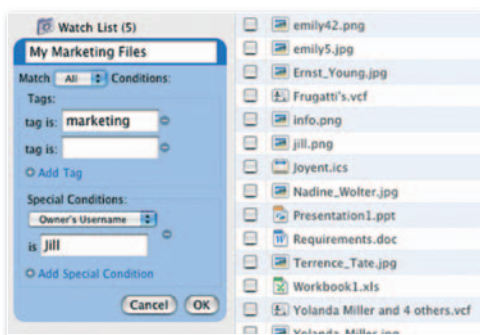 Watch List (5)
My Marketing Files
Match All Conditions:
Tags:
tag is: marketing
tag is:
Add Tag
Special Conditions:
Owner's Username
is Jill
Add Special Condition
Cancel OK
emily42.png
emily5.jpg
Ernst_Young.jpg
Frugatti's.vcf
info.png
jill.png
Joyent.ics
Nadine_Wolter.jpg
Presentation1.ppt
Requirements.doc
Terrence_Tate.jpg
Workbook1.xls
Yolanda Miller and 4 others.vcf